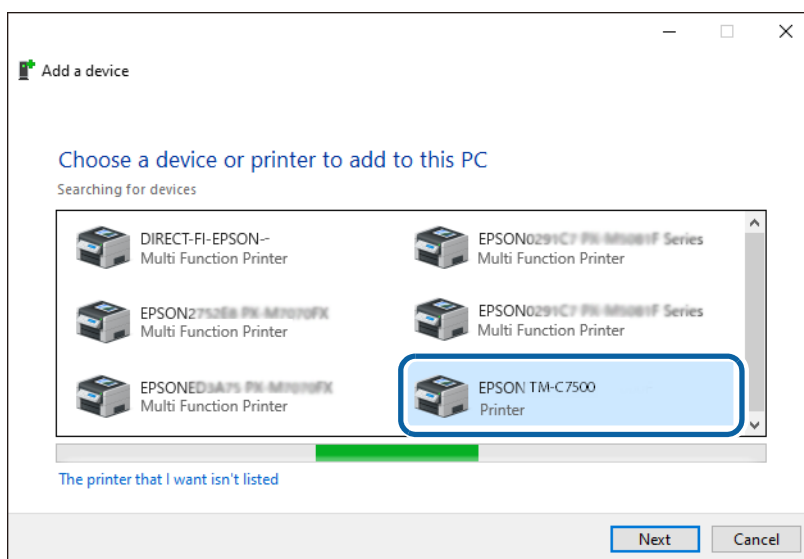 Add a device
Choose a device or printer to add to this PC
Searching for devices
DIRECT-FI-EPSON--
Multi Function Printer
EPSON Series
Multi Function Printer
EPSON
Multi Function Printer
EPSON Series
Multi Function Printer
EPSON
Multi Function Printer
EPSON TM-C7500
Printer
The printer that I want isn't listed
Next
Cancel